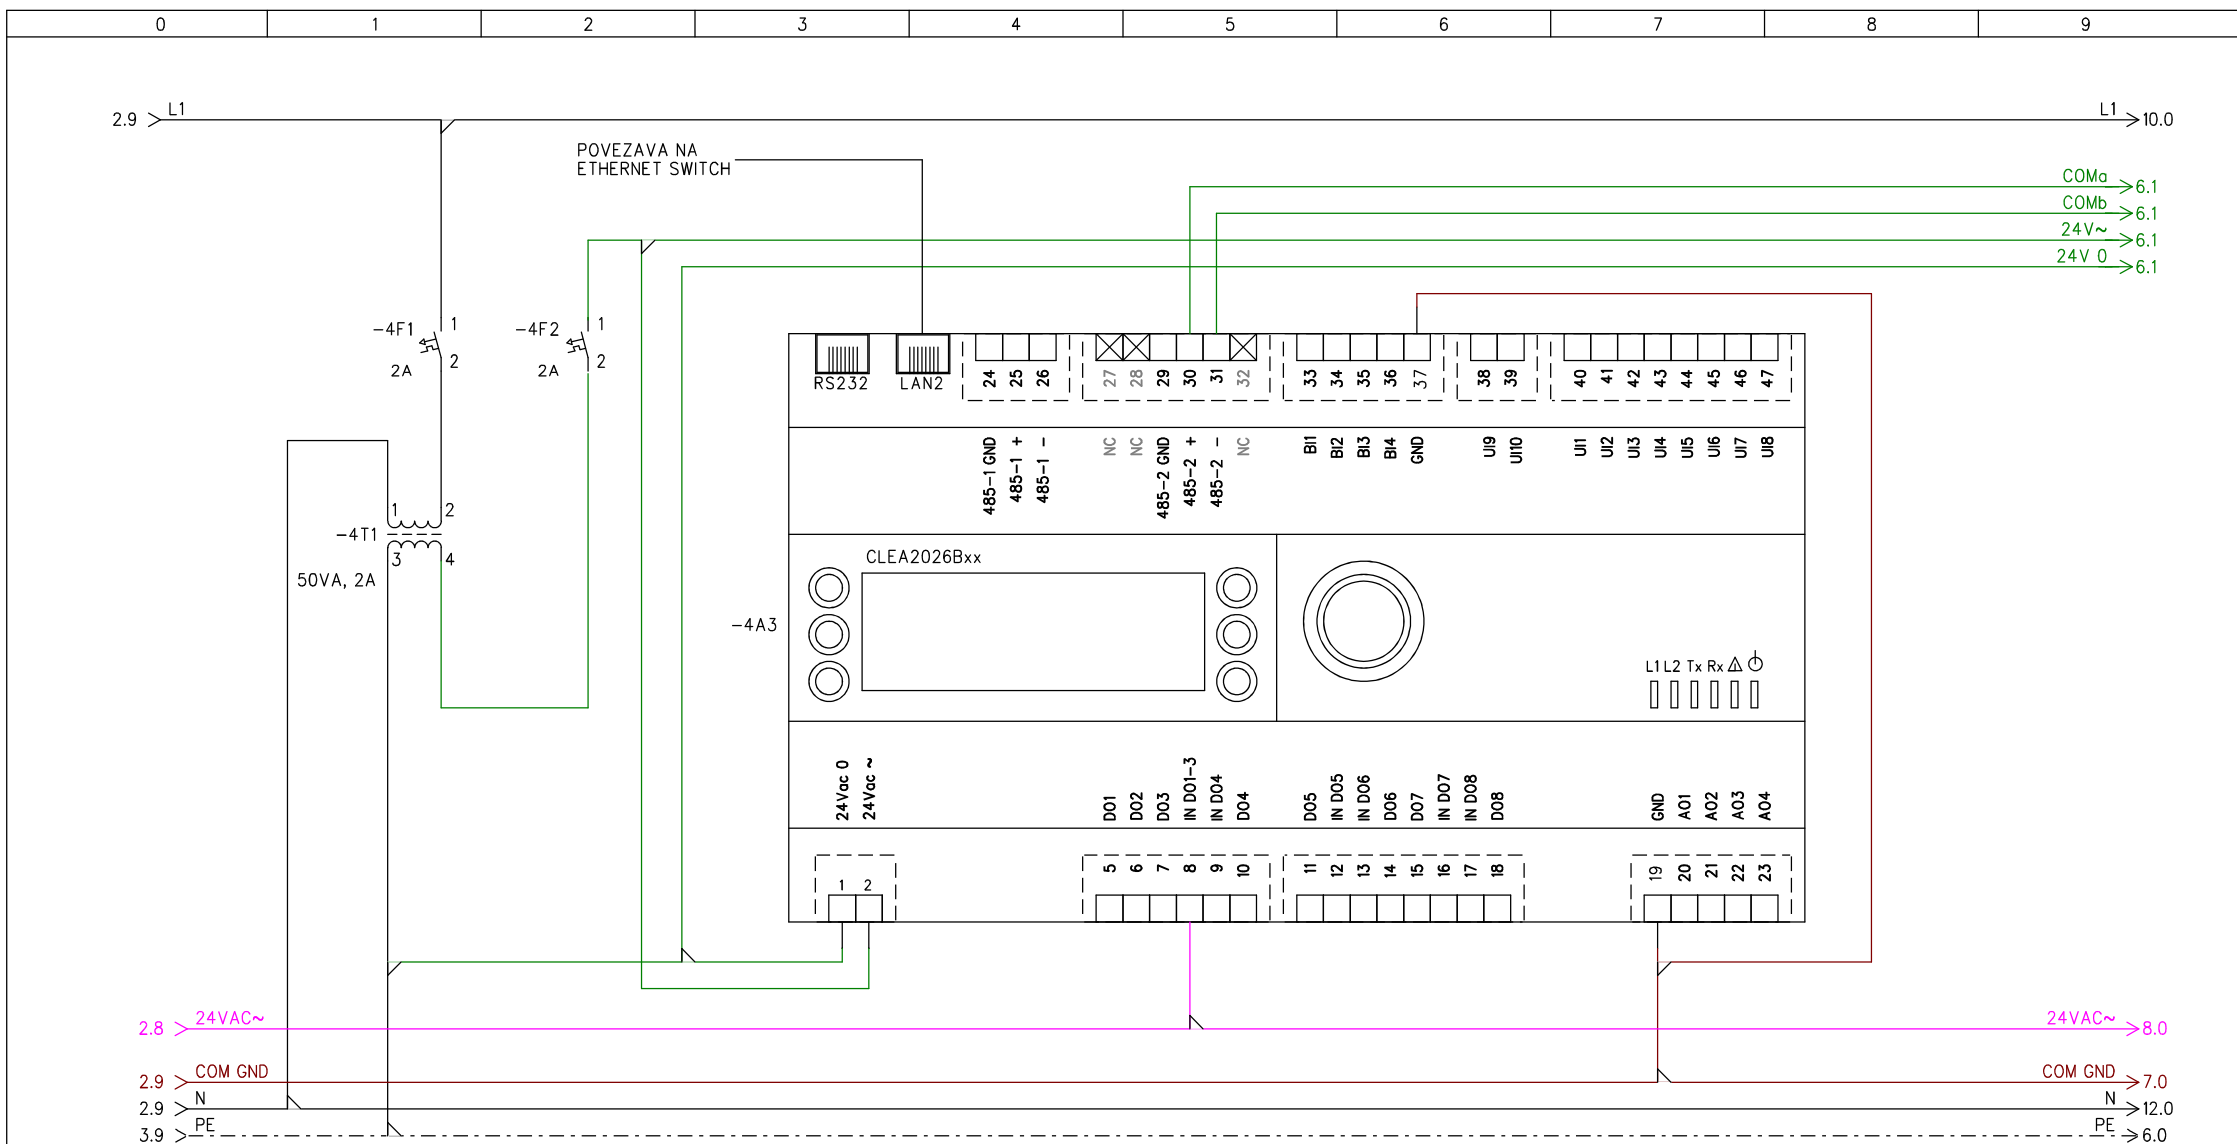 0 1 2 3 4 5 6 7 8 9
2.9 L1 L1 10.0
POVEZAVA NA
ETHERNET SWITCH
COMa 6.1
COMb 6.1
24V~ 6.1
24V 0 6.1
-4F1 1 2
2A
-4F2 1 2
2A
RS232 LAN2
24 25 26 27 28 29 30 31 32 33 34 35 36 37 38 39 40 41 42 43 44 45 46 47
485-1 GND
485-1 +
485-1 -
NC
NC
485-2 GND
485-2 +
485-2 -
NC
BI1
BI2
BI3
BI4
GND
UI9
UI10
UI1
UI2
UI3
UI4
UI5
UI6
UI7
UI8
1 2
-4T1
3 4
50VA, 2A
CLEA2026Bxx
-4A3
L1 L2 Tx Rx
24Vac 0
24Vac ~
DO1
DO2
DO3
IN DO1-3
IN DO4
DO4
DO5
IN DO5
IN DO6
DO6
DO7
IN DO7
IN DO8
DO8
GND
AO1
AO2
AO3
AO4
1 2 5 6 7 8 9 10 11 12 13 14 15 16 17 18 19 20 21 22 23
2.8 24VAC~ 24VAC~ 8.0
2.9 COM GND COM GND 7.0
2.9 N N 12.0
3.9 PE PE 6.0